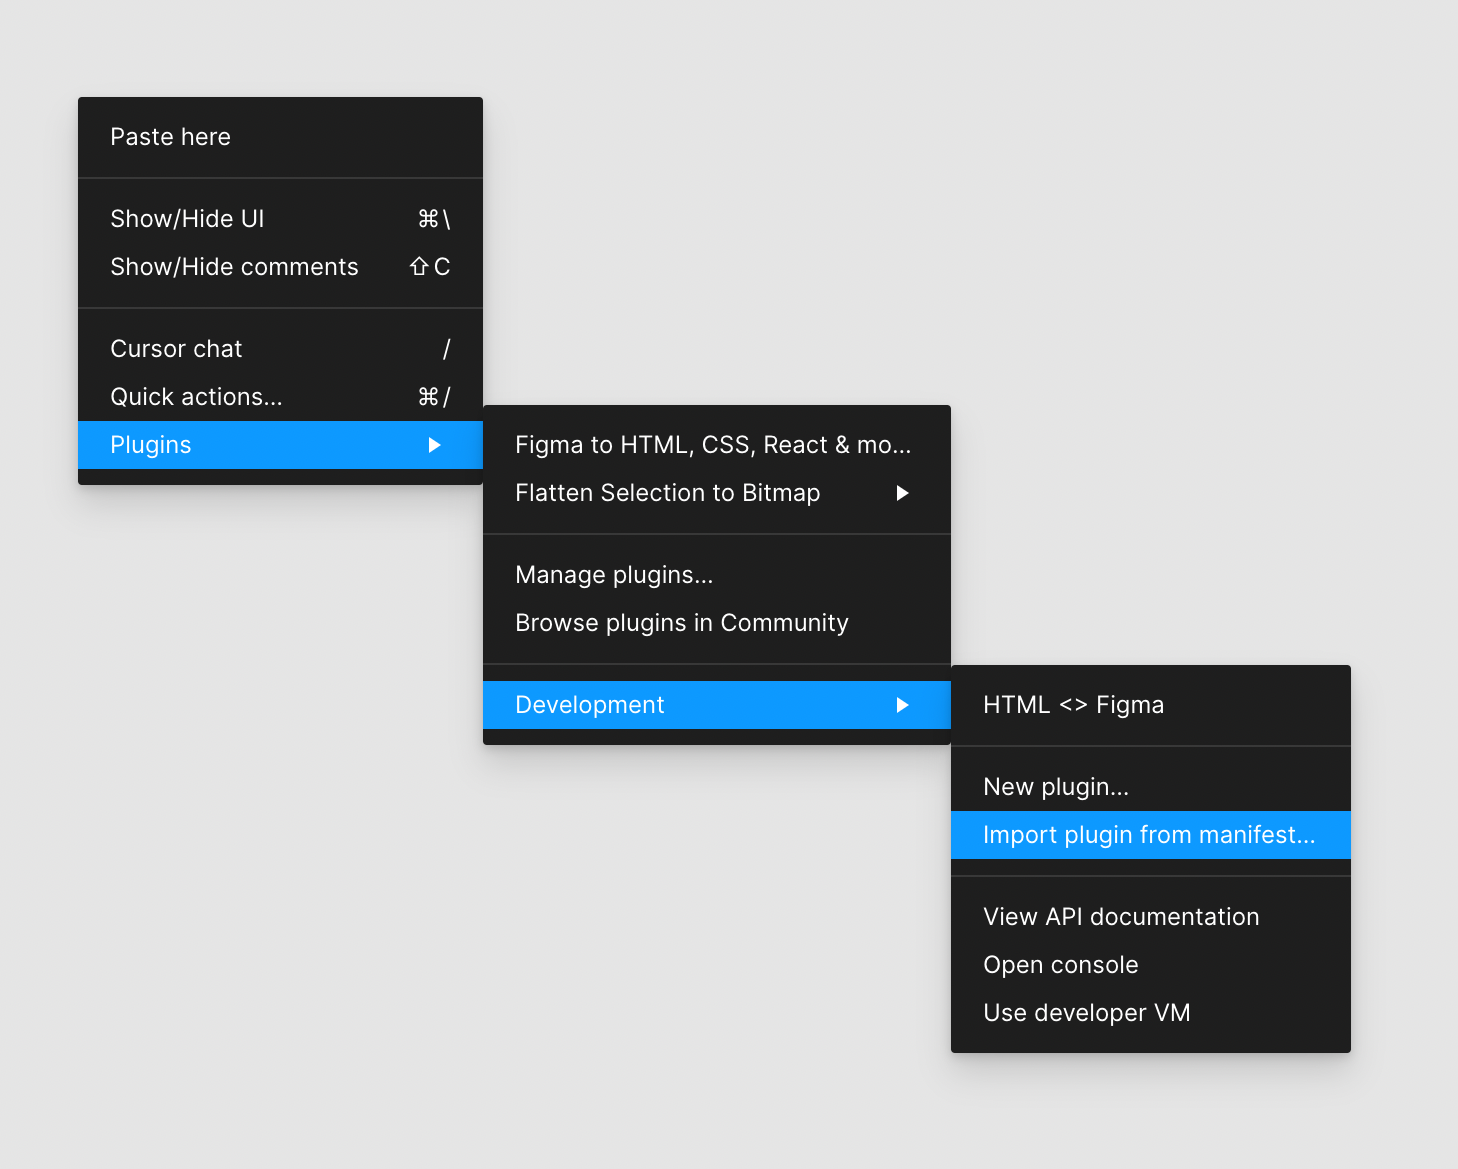 Paste here
Show/Hide UI ⌘\
Show/Hide comments ⇧C
Cursor chat /
Quick actions... ⌘/
Plugins
Figma to HTML, CSS, React & mo...
Flatten Selection to Bitmap
Manage plugins...
Browse plugins in Community
Development
HTML <> Figma
New plugin...
Import plugin from manifest...
View API documentation
Open console
Use developer VM